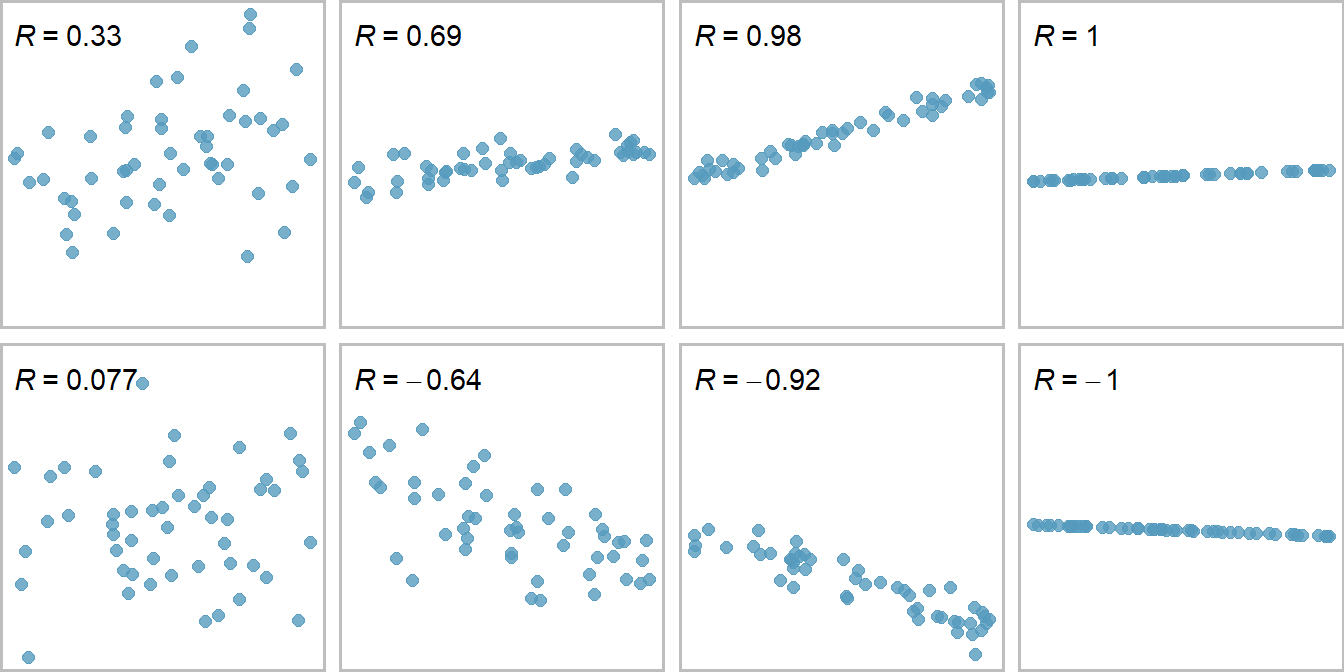 R = 0.33
R = 0.69
R = 0.98
R = 1
R = 0.077
R = −0.64
R = −0.92
R = −1